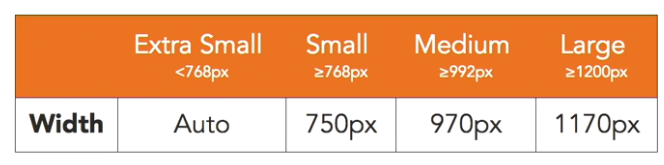 Extra Small Small Medium Large
<768px ≥768px ≥992px ≥1200px
Width Auto 750px 970px 1170px